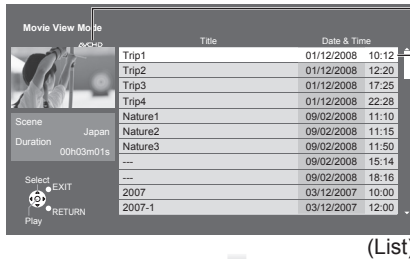 Movie View Mode
AVCHD
Title Date & Time
Trip1 01/12/2008 10:12
Trip2 01/12/2008 12:20
Trip3 01/12/2008 17:25
Trip4 01/12/2008 22:28
Nature1 09/02/2008 11:10
Nature2 09/02/2008 11:15
Nature3 09/02/2008 11:50
--- 09/02/2008 15:14
--- 09/02/2008 18:16
2007 03/12/2007 10:00
2007-1 03/12/2007 12:00
Scene
Japan
Duration
00h03m01s
Select
EXIT
RETURN
Play
(List)